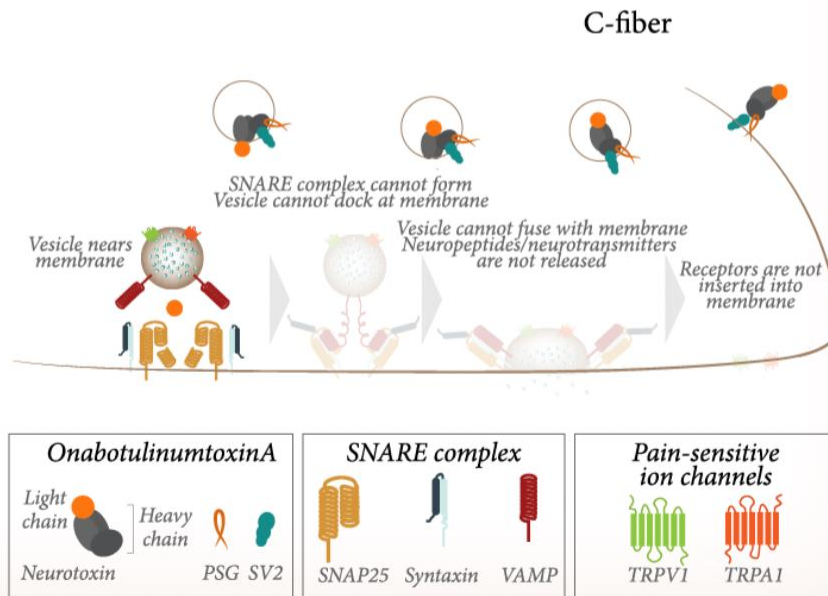 C-fiber
SNARE complex cannot form
Vesicle cannot dock at membrane
Vesicle nears
membrane
Vesicle cannot fuse with membrane
Neuropeptides/neurotransmitters
are not released
Receptors are not
inserted into
membrane
OnabotulinumtoxinA
Light
chain
Heavy
chain
Neurotoxin
PSG
SV2
SNARE complex
SNAP25
Syntaxin
VAMP
Pain-sensitive
ion channels
TRPV1
TRPA1